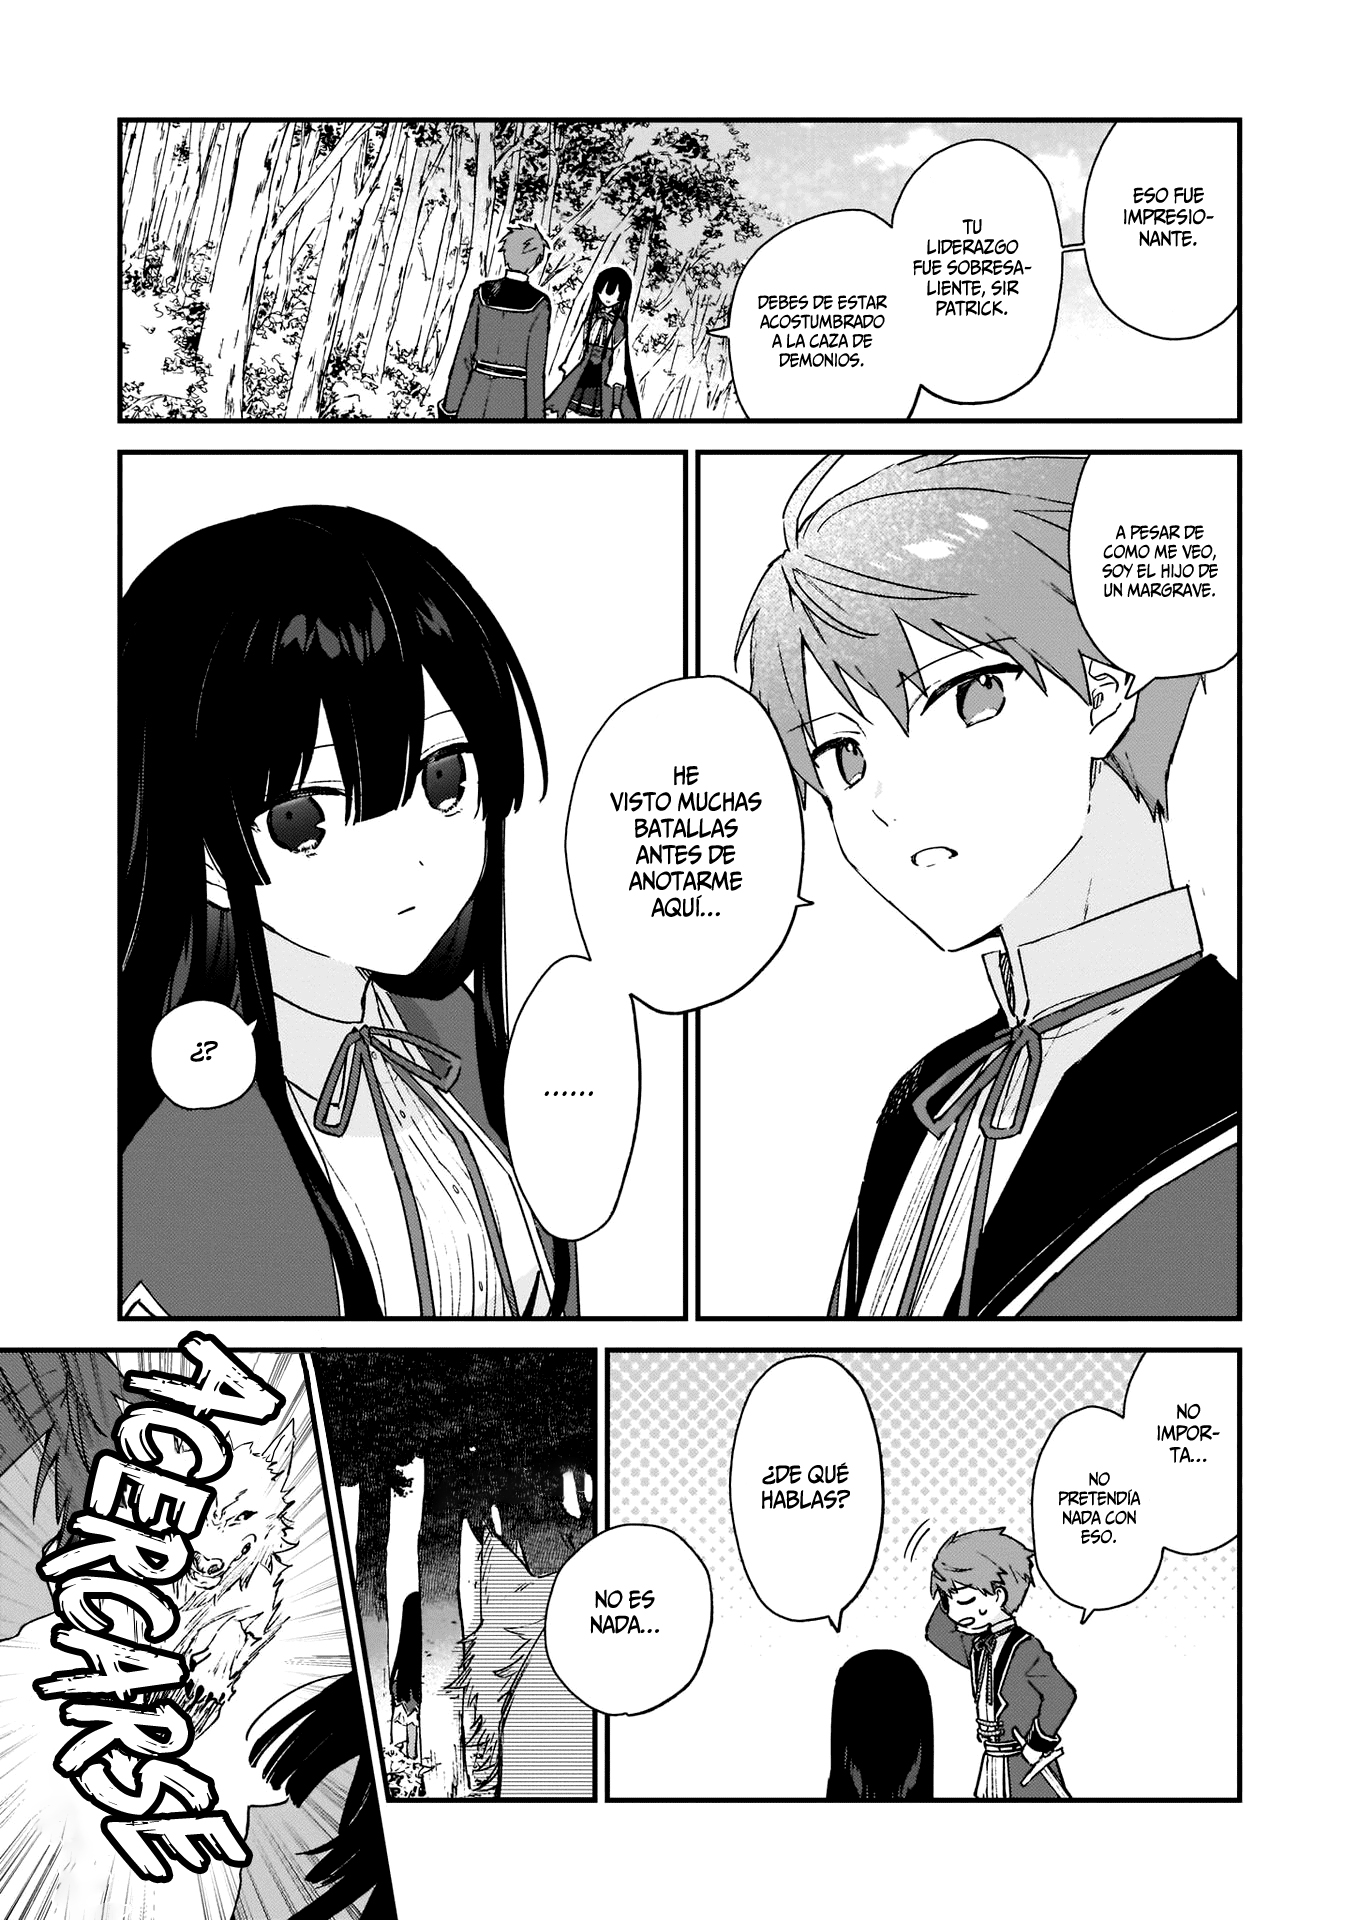 ESO FUE
IMPRESIO-
NANTE.
TU
LIDERAZGO
FUE SOBRESA-
LIENTE, SIR
PATRICK.
DEBES DE ESTAR
ACOSTUMBRADO
A LA CAZA DE
DEMONIOS.
A PESAR DE
COMO ME VEO,
SOY EL HIJO DE
UN MARGRAVE.
HE
VISTO MUCHAS
BATALLAS
ANTES DE
ANOTARME
AQUÍ...
......
¿?
NO
IMPOR-
TA...
NO
PRETENDÍA
NADA CON
ESO.
¿DE QUÉ
HABLAS?
NO ES
NADA...
ACERCARSE